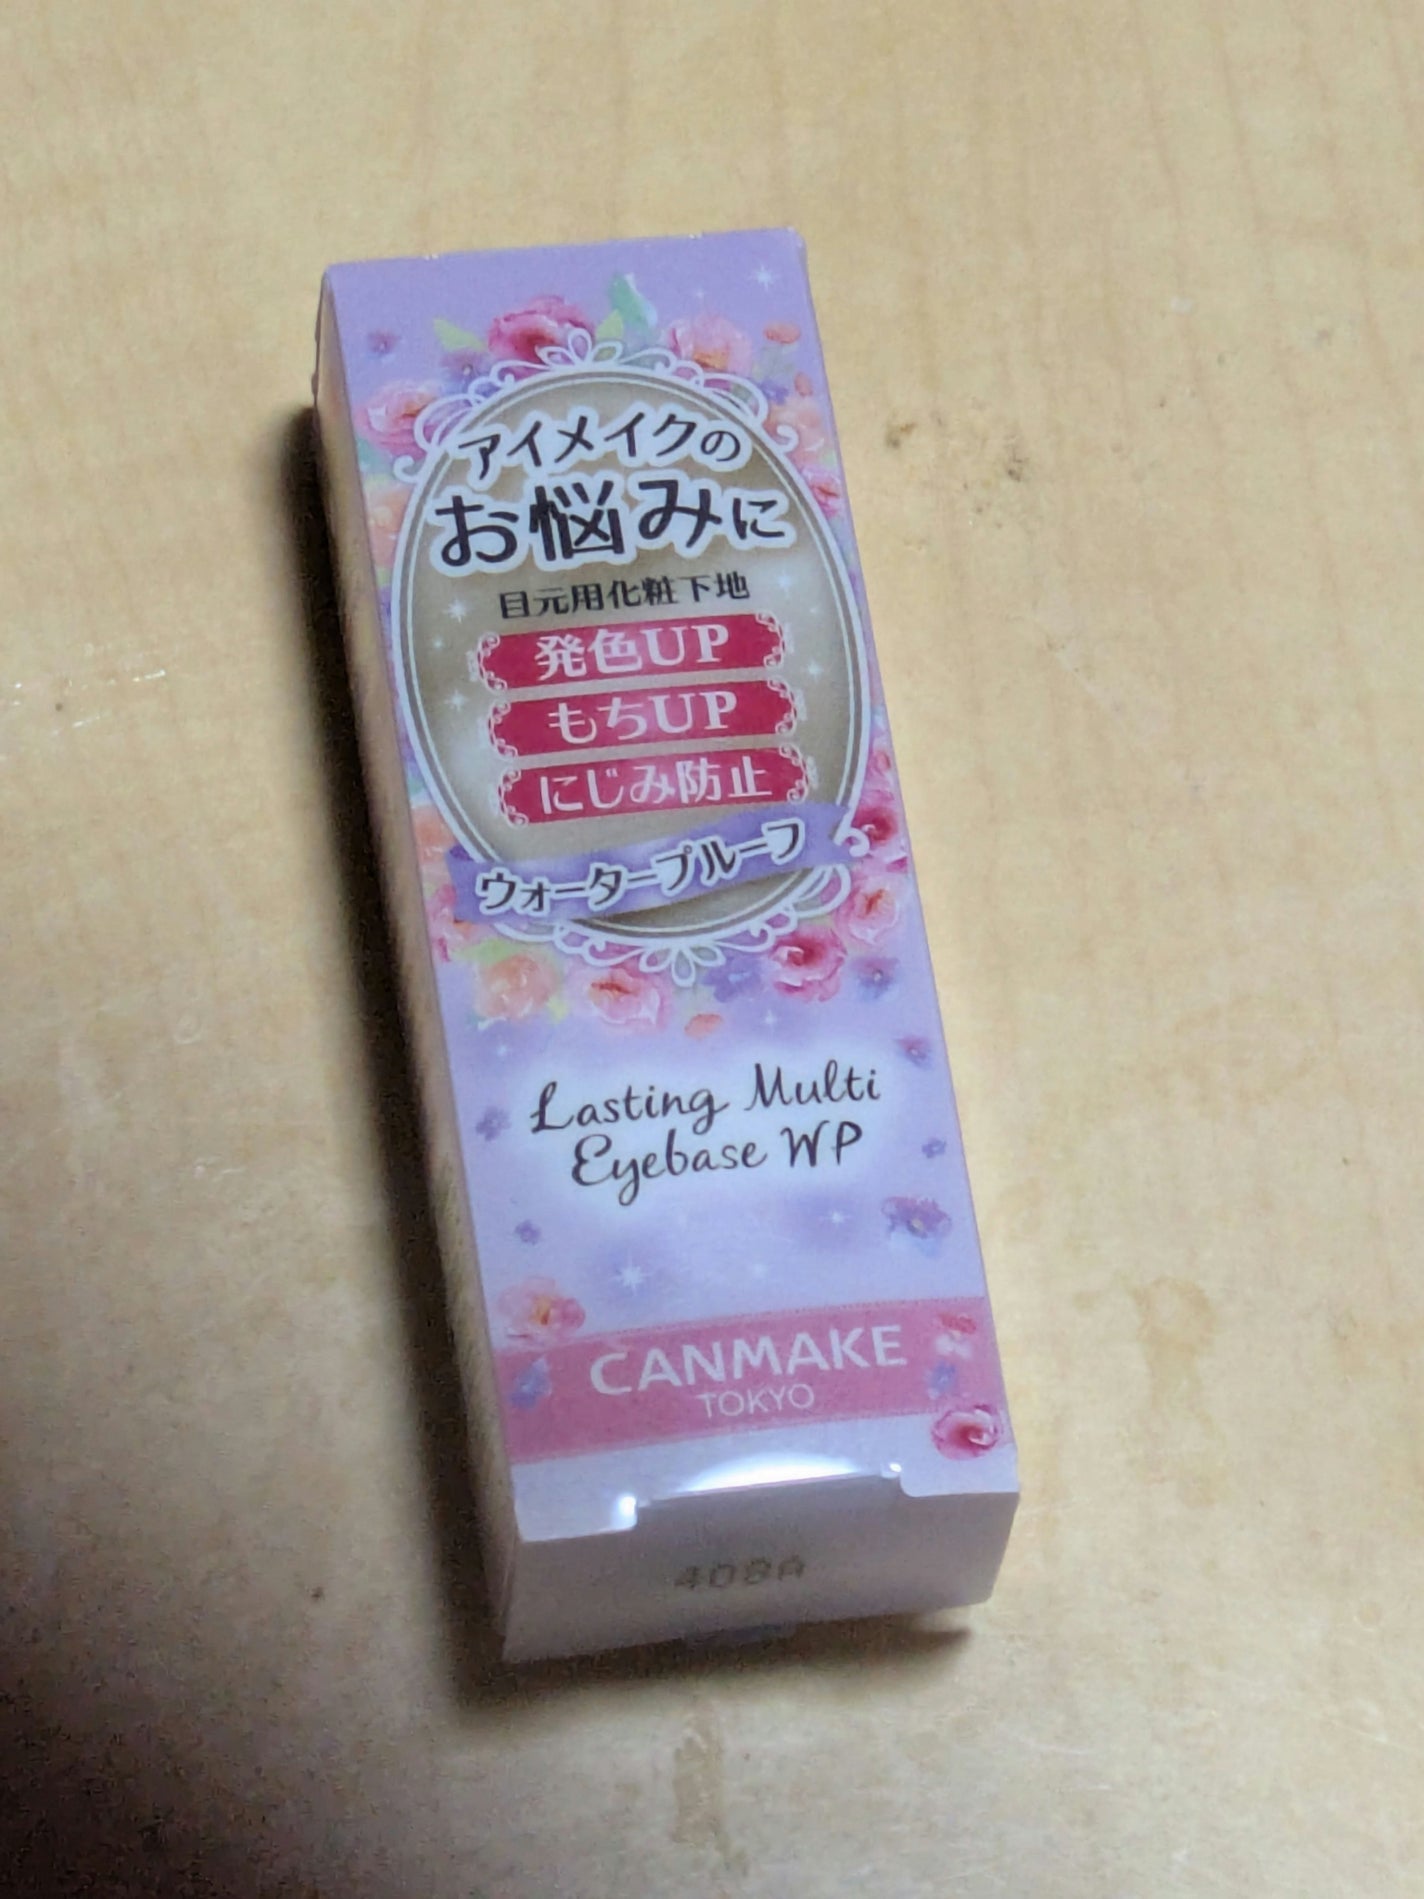 アイメイクの
お悩みに
目元用化粧下地
発色UP
もちUP
にじみ防止
ウォータープルーフ
Lasting Multi
Eyebase WP
CANMAKE
TOKYO
408A